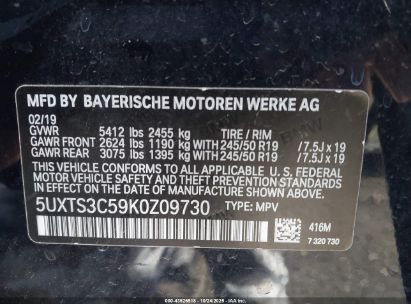 MFD BY BAYERISCHE MOTOREN WERKE AG
02/19
GVWR 5412 lbs 2455 kg TIRE / RIM
GAWR FRONT 2624 lbs 1190 kg WITH 245/50 R19 /7.5J x 19
GAWR REAR 3075 lbs 1395 kg WITH 245/50 R19 /7.5J x 19
THIS VEHICLE CONFORMS TO ALL APPLICABLE U.S. FEDERAL
MOTOR VEHICLE SAFETY, BUMPER, AND THEFT PREVENTION
STANDARDS IN EFFECT ON THE DATE OF MANUFACTURE
SHOWN ABOVE.
5UXTS3C59K0Z09730 TYPE: MPV 416M
7 320 730